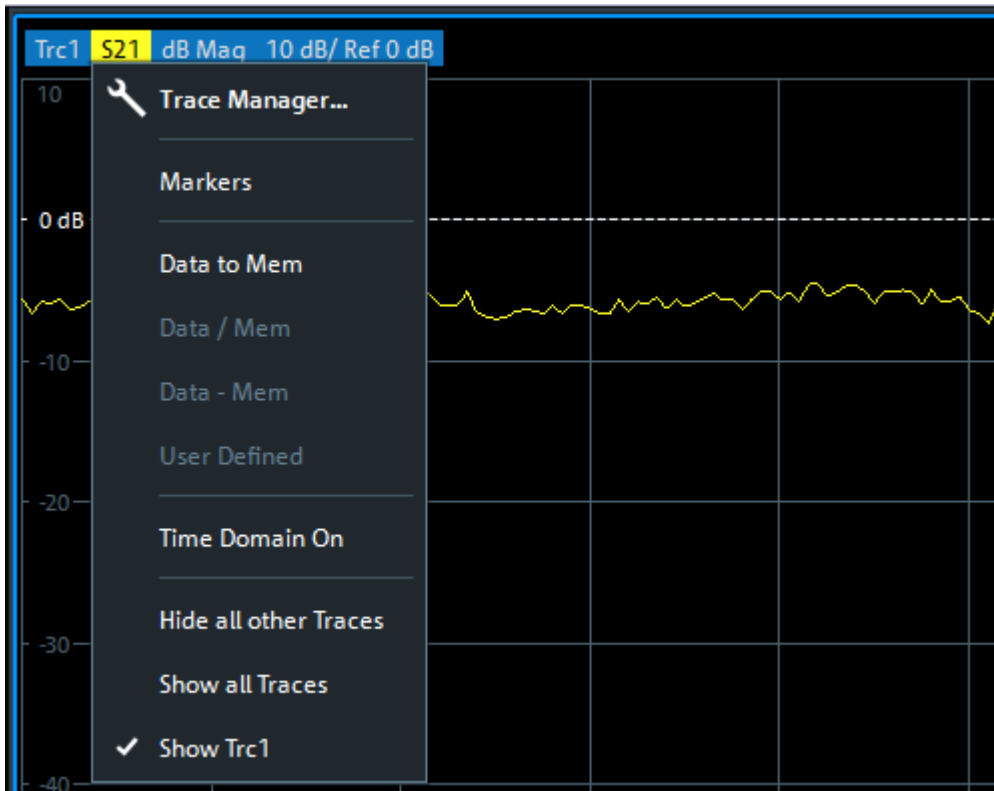 Trc1 S21 dB Mag 10 dB/ Ref 0 dB
10
Trace Manager...
Markers
0 dB
Data to Mem
Data / Mem
-10
Data - Mem
User Defined
-20
Time Domain On
Hide all other Traces
-30
Show all Traces
Show Trc1
-40